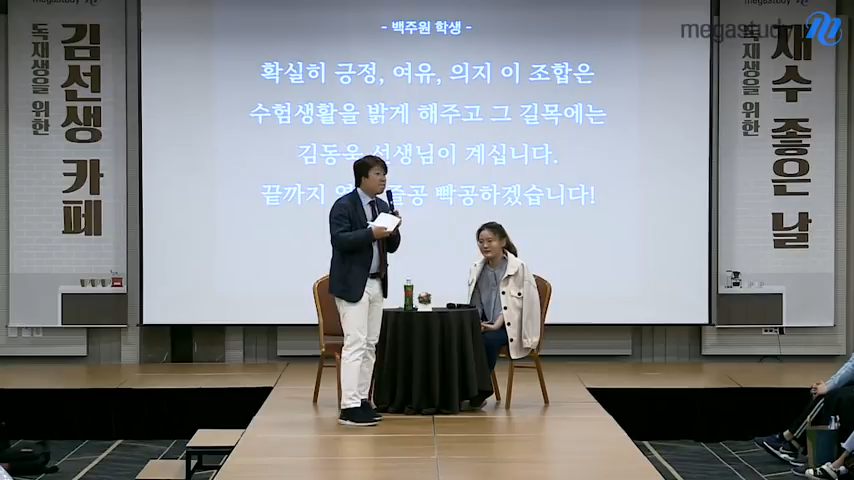 megastudy
megastudy
megastudy
독재생을 위한
김선생 카페
- 백주원 학생 -
확실히 긍정, 여유, 의지 이 조합은
수험생활을 밝게 해주고 그 길목에는
김동욱 선생님이 계십니다.
끝까지 즐공 빡공하겠습니다!
독재생을 위한
재수 좋은 날